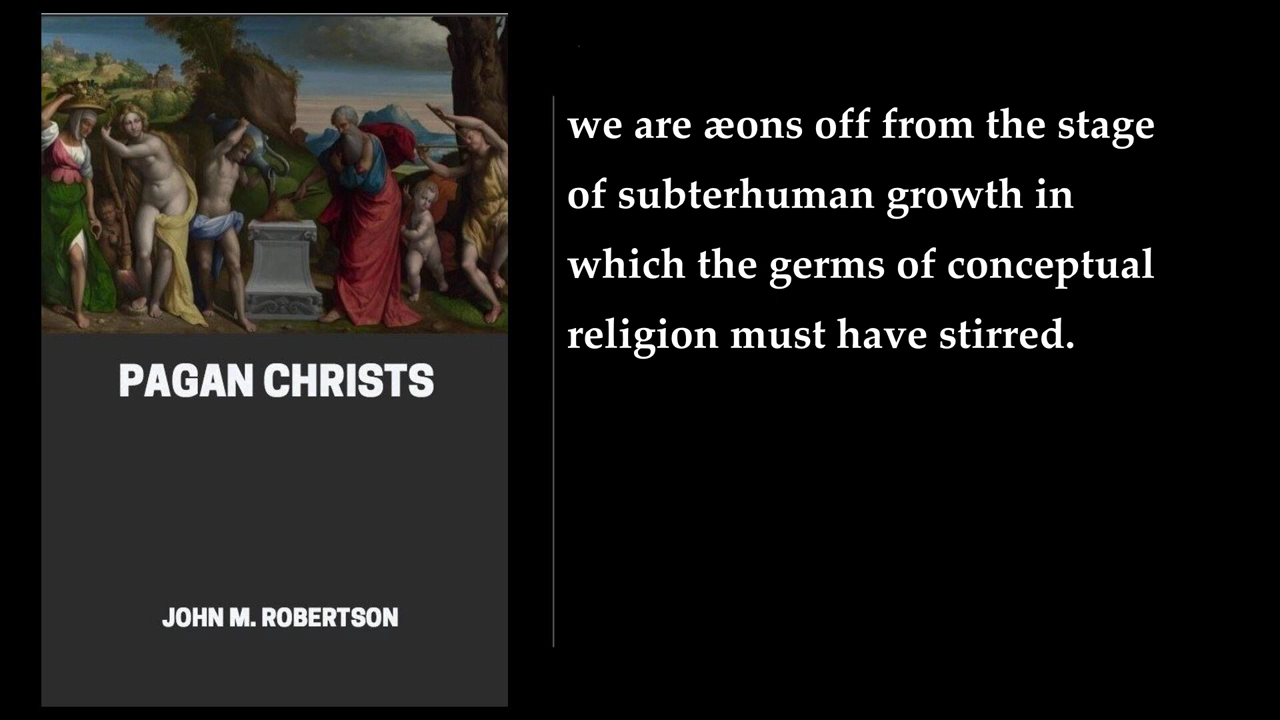 PAGAN CHRISTS
JOHN M. ROBERTSON
we are æons off from the stage
of subterhuman growth in
which the germs of conceptual
religion must have stirred.